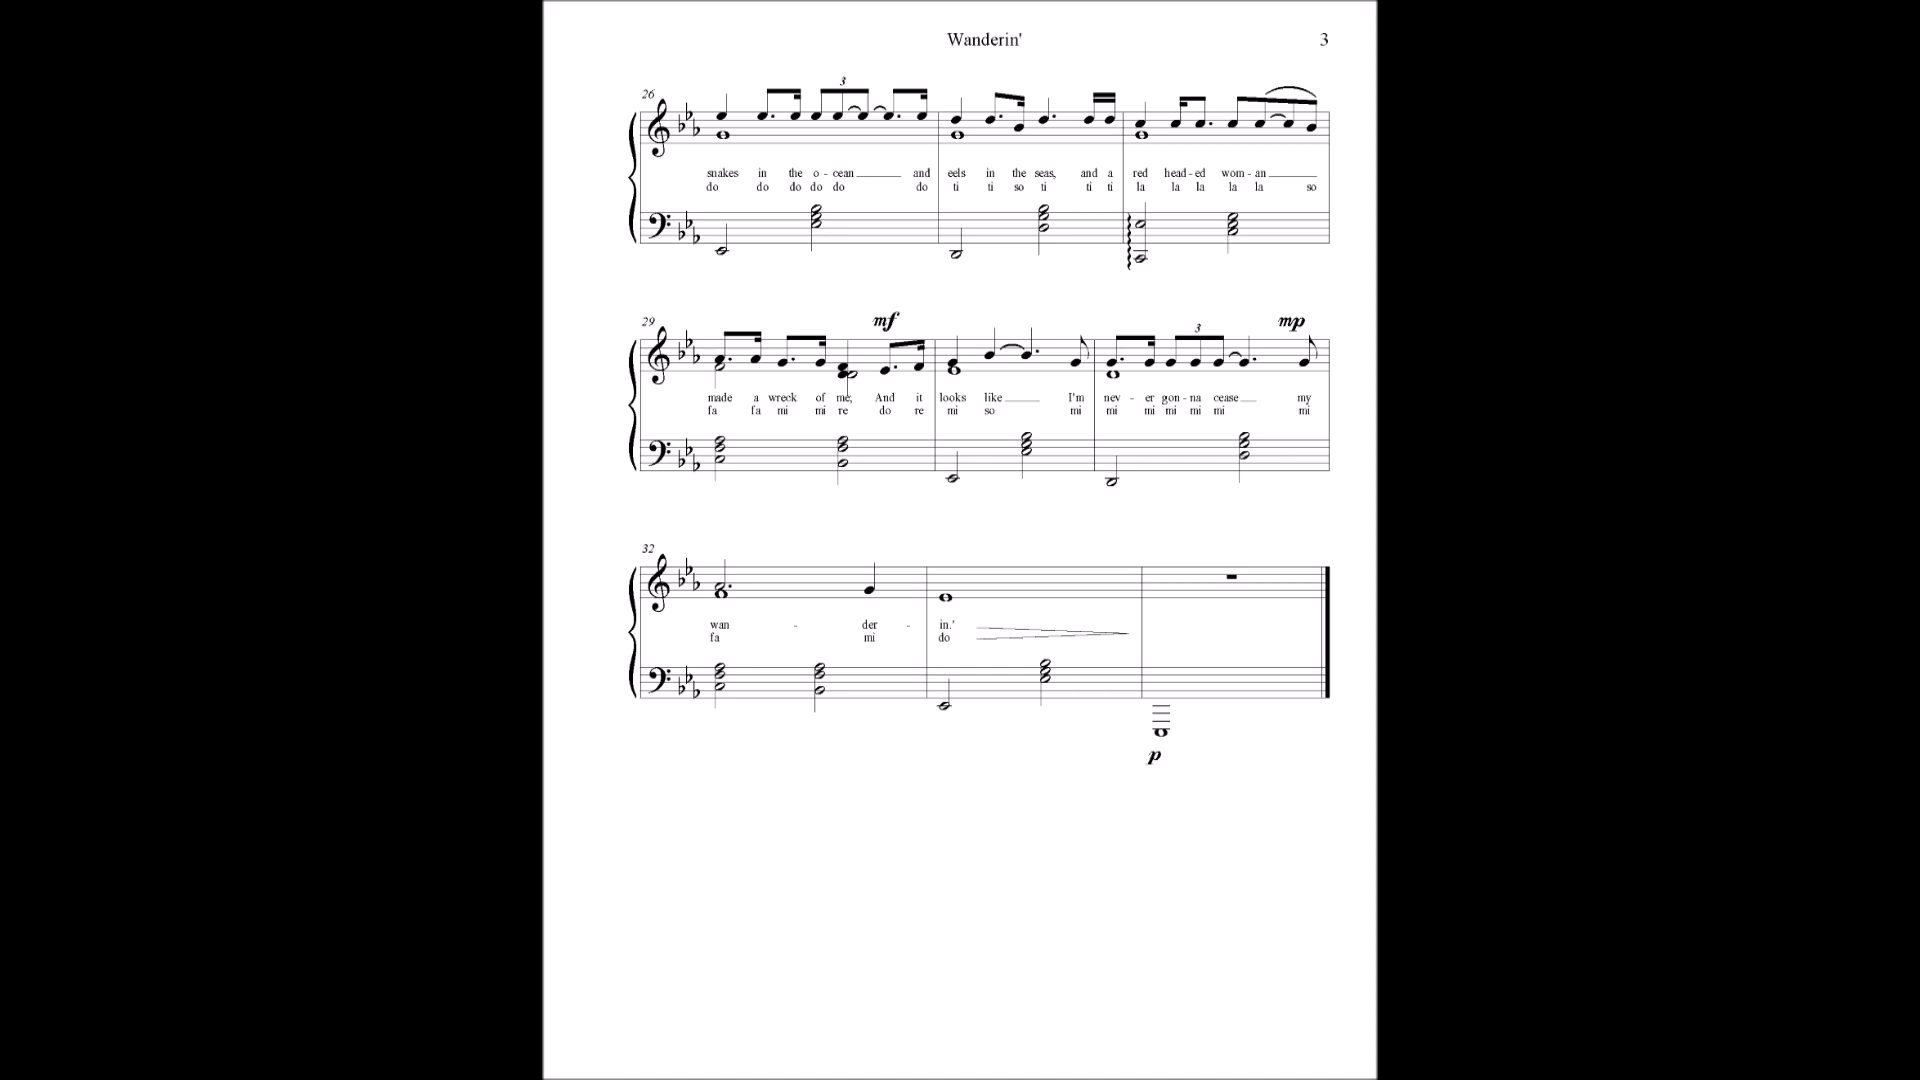 Wanderin' 3
26
3
snakes in the o - cean and eels in the seas, and a red head - ed wom - an
do do do do do do ti ti so ti ti ti la la la la la so
29
mf 3 mp
made a wreck of me, And it looks like I'm nev - er gon - na cease my
fa fa mi mi re do re mi so mi mi mi mi mi mi mi
32
wan - der - in.'
fa mi do
p